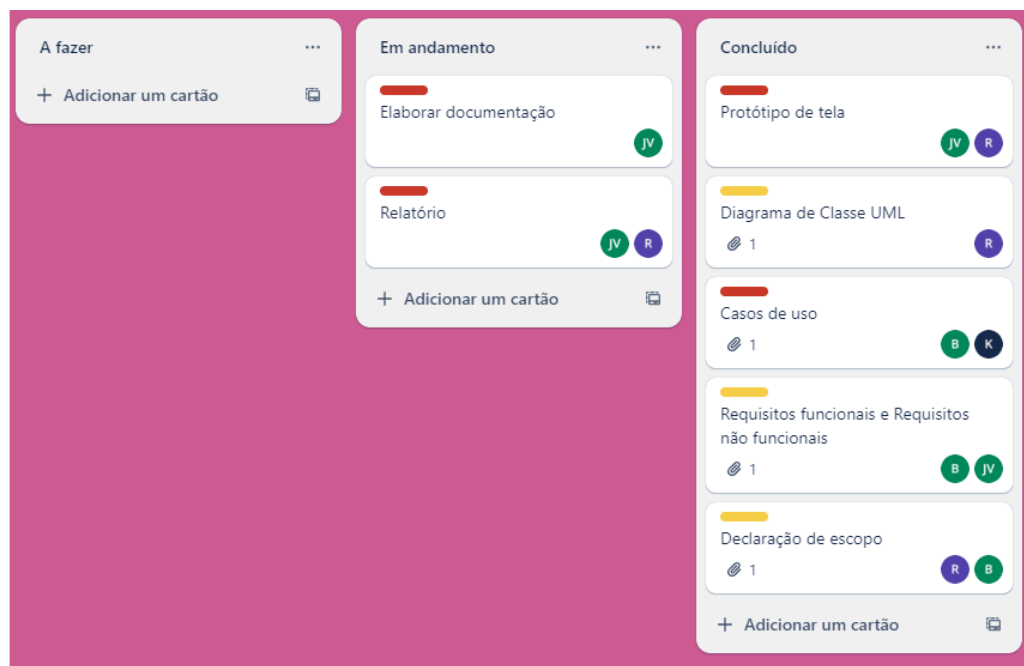 A fazer
Adicionar um cartão
Em andamento
Elaborar documentação
JV
Relatório
JV R
Adicionar um cartão
Concluído
Protótipo de tela
JV R
Diagrama de Classe UML
1 R
Casos de uso
1 B K
Requisitos funcionais e Requisitos
não funcionais
1 B JV
Declaração de escopo
1 R B
Adicionar um cartão